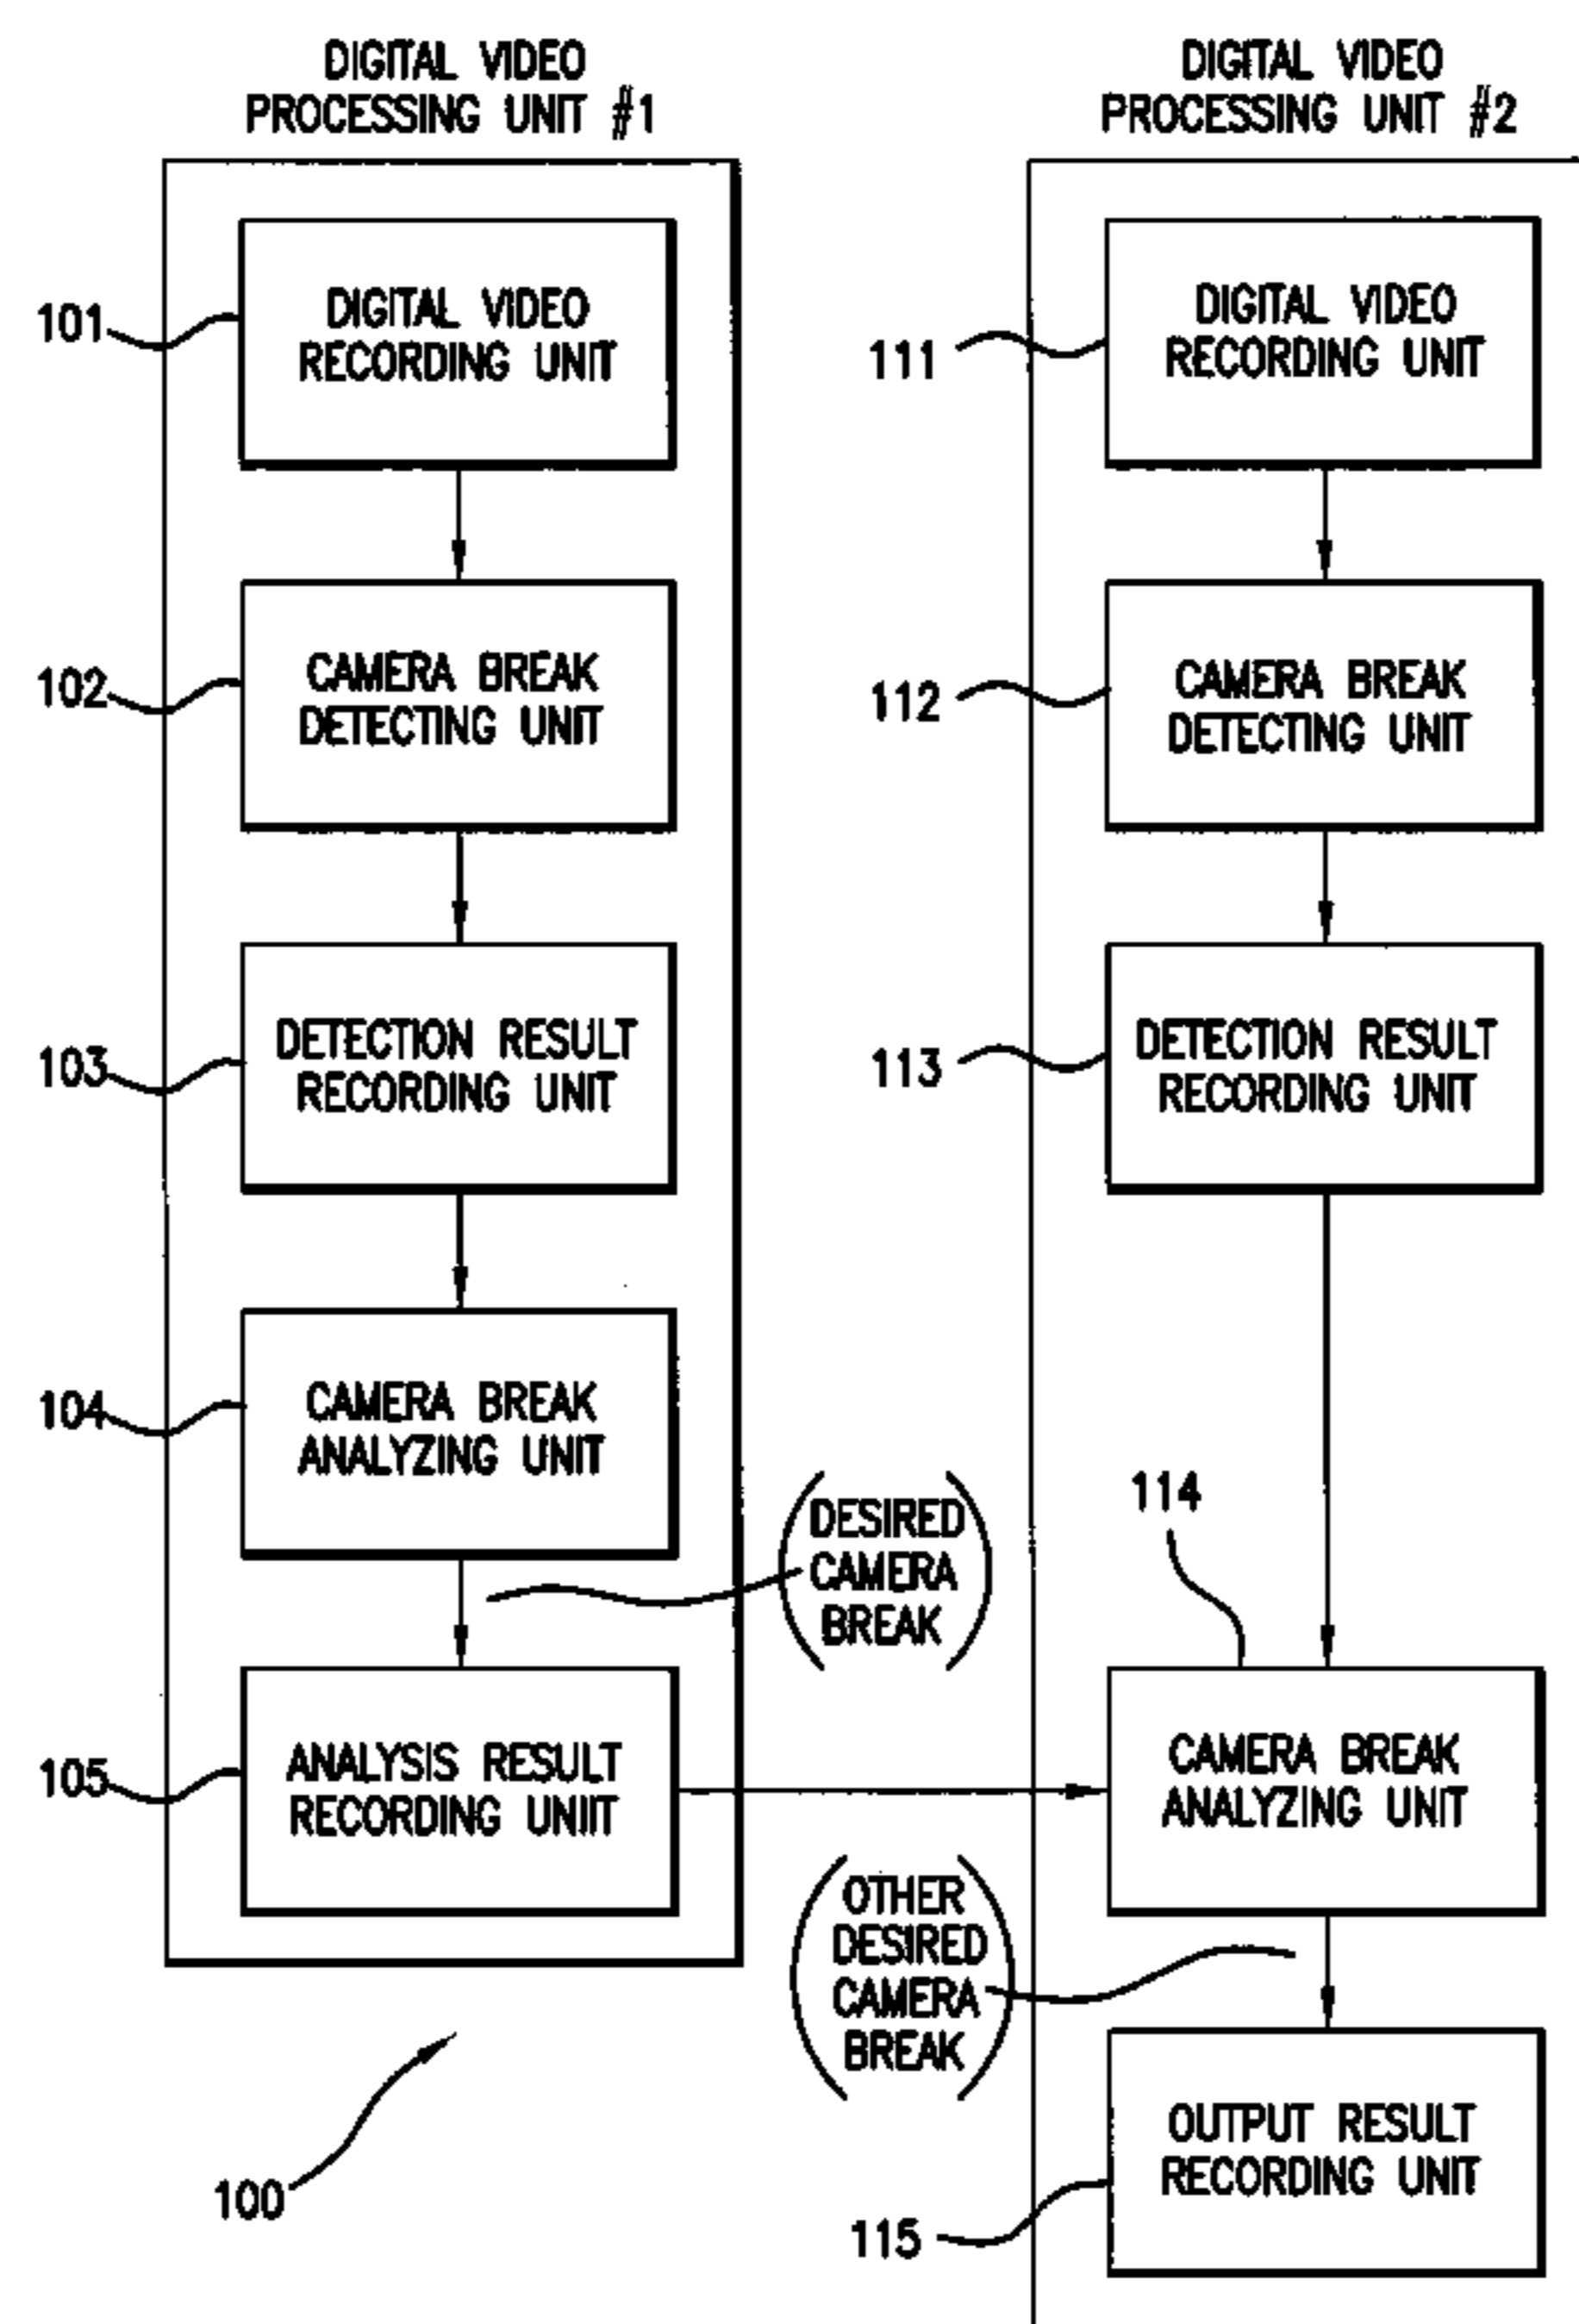 DIGITAL VIDEO
PROCESSING UNIT #1
101
DIGITAL VIDEO
RECORDING UNIT
102
CAMERA BREAK
DETECTING UNIT
103
DETECTION RESULT
RECORDING UNIT
104
CAMERA BREAK
ANALYZING UNIT
(DESIRED
CAMERA
BREAK)
105
ANALYSIS RESULT
RECORDING UNIIT
100
DIGITAL VIDEO
PROCESSING UNIT #2
111
DIGITAL VIDEO
RECORDING UNIT
112
CAMERA BREAK
DETECTING UNIT
113
DETECTION RESULT
RECORDING UNIT
114
CAMERA BREAK
ANALYZING UNIT
(OTHER
DESIRED
CAMERA
BREAK)
115
OUTPUT RESULT
RECORDING UNIT